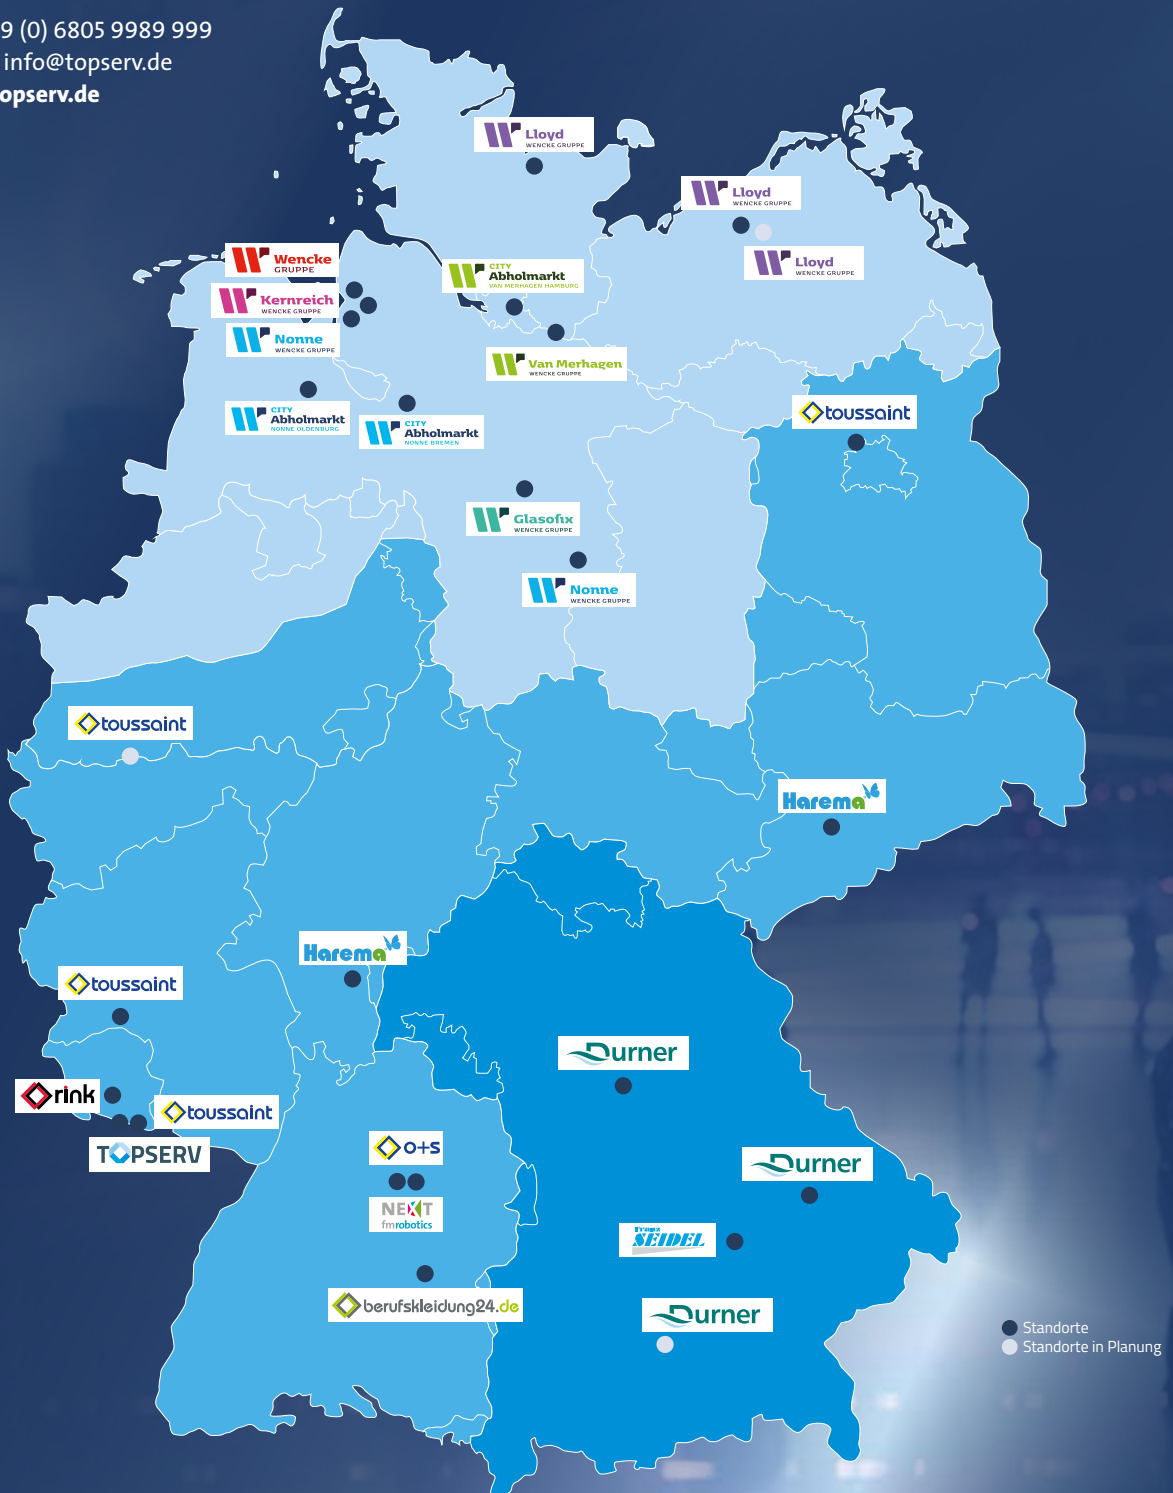 9 (0) 6805 9989 999
info@topserv.de
opserv.de
Lloyd
WENCKE GRUPPE
Lloyd
WENCKE GRUPPE
Lloyd
WENCKE GRUPPE
Wencke
GRUPPE
Kernreich
WENCKE GRUPPE
Nonne
WENCKE GRUPPE
CITY
Abholmarkt
VAN MERHAGEN HAMBURG
Van Merhagen
WENCKE GRUPPE
CITY
Abholmarkt
NONNE OLDENBURG
CITY
Abholmarkt
NONNE BREMEN
toussaint
Glasofix
WENCKE GRUPPE
Nonne
WENCKE GRUPPE
toussaint
Harema
Harema
toussaint
rink
toussaint
TOPSERV
Durner
o+s
NEXT
fmrobotics
Durner
Franz
SEIDEL
berufskleidung24.de
Durner
Standorte
Standorte in Planung